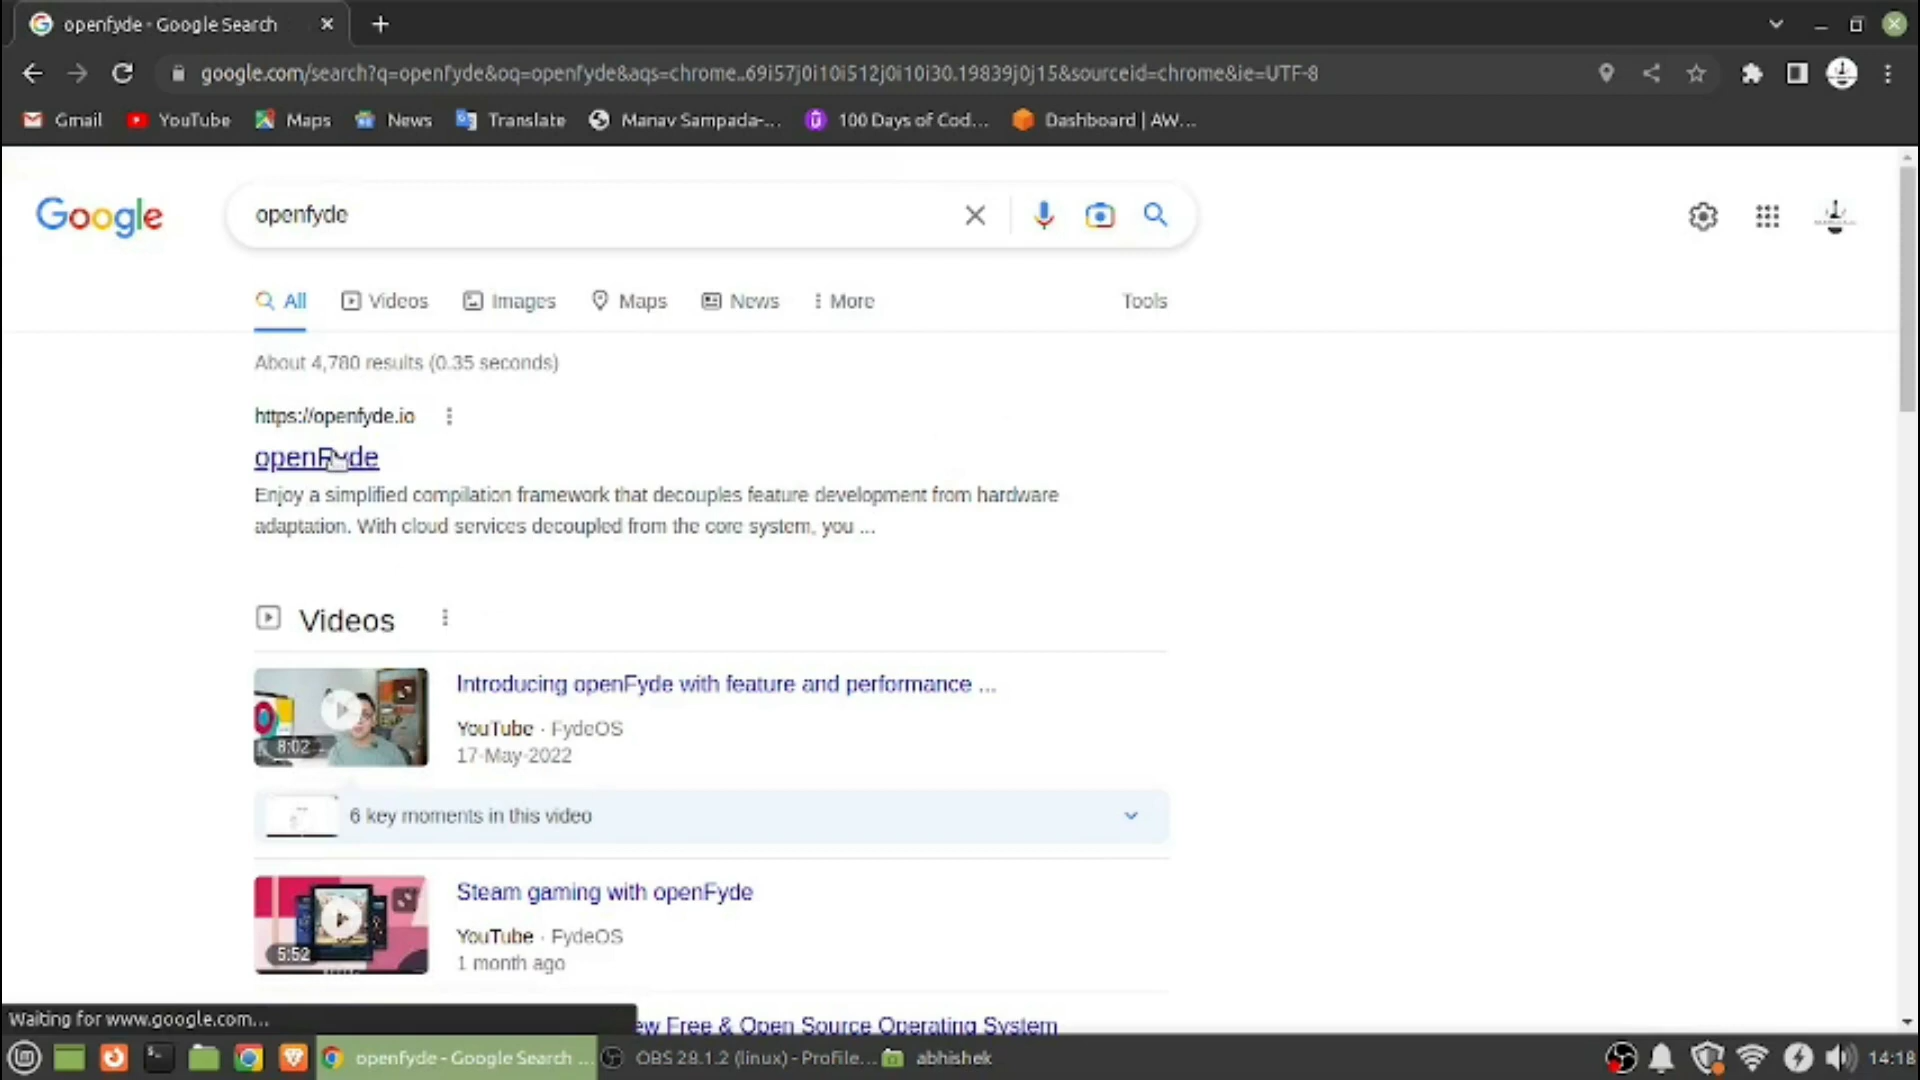 openfyde - Google Search
google.com/search?q=openfyde&oq=openfyde&aqs=chrome..69i57j0i10i512j0i10i30.19839j0j15&sourceid=chrome&ie=UTF-8
Gmail YouTube Maps News Translate Manav Sampada-... 100 Days of Cod... Dashboard | AW...
Google openfyde
All Videos Images Maps News More Tools
About 4,780 results (0.35 seconds)
https://openfyde.io
openFyde
Enjoy a simplified compilation framework that decouples feature development from hardware
adaptation. With cloud services decoupled from the core system, you ...
Videos
Introducing openFyde with feature and performance ...
YouTube · FydeOS
8:02
17-May-2022
6 key moments in this video
Steam gaming with openFyde
YouTube · FydeOS
5:52
1 month ago
Waiting for www.google.com...
ew Free & Open Source Operating System
openfyde - Google Search ... OBS 28.1.2 (linux) - Profile... abhishek 14:18